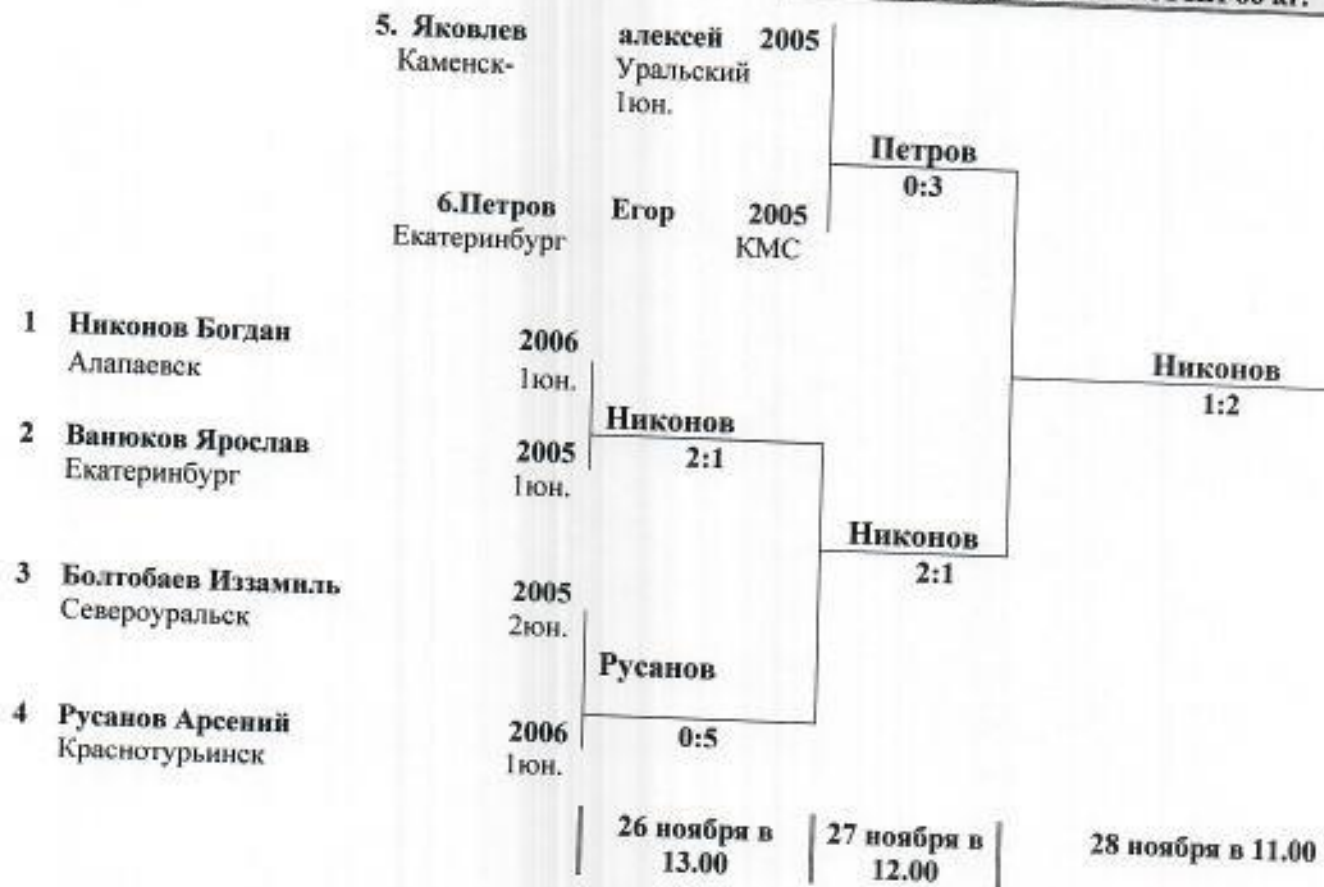 5. Яковлев алексей 2005
Каменск- Уральский
1юн.
Петров
0:3
6.Петров Егор 2005
Екатеринбург КМС
1 Никонов Богдан 2006
Алапаевск 1юн.
Никонов
1:2
Никонов
2:1
2 Ванюков Ярослав 2005
Екатеринбург 1юн.
Никонов
2:1
3 Болтобаев Иззамиль 2005
Североуральск 2юн.
Русанов
0:5
4 Русанов Арсений 2006
Краснотурьинск 1юн.
26 ноября в 13.00
27 ноября в 12.00
28 ноября в 11.00